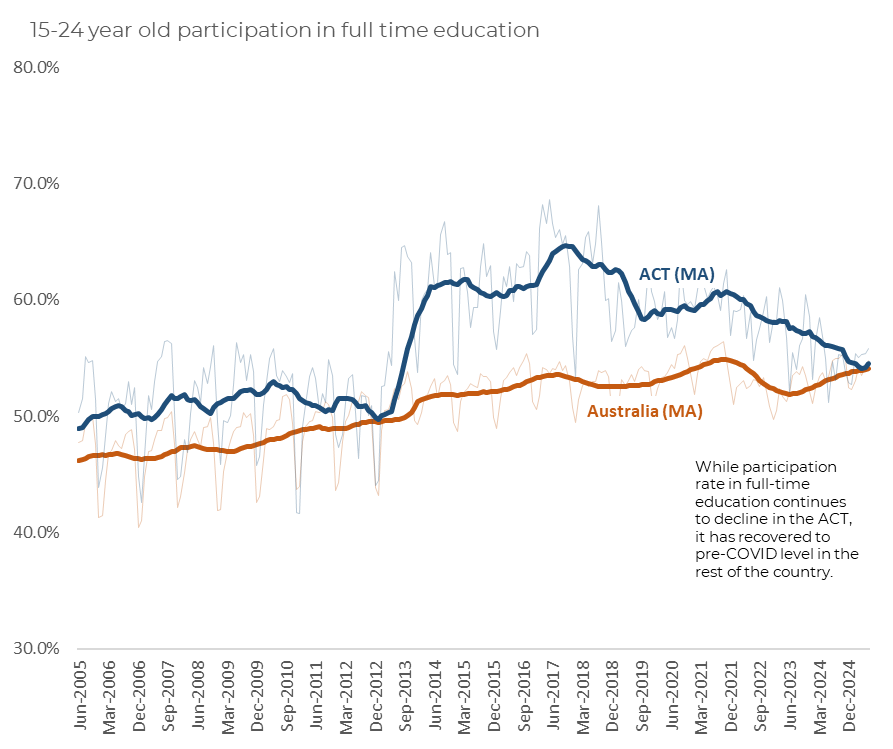 15-24 year old participation in full time education
80.0%
70.0%
60.0%
50.0%
40.0%
30.0%
ACT (MA)
Australia (MA)
While participation
rate in full-time
education continues
to decline in the ACT,
it has recovered to
pre-COVID level in the
rest of the country.
Jun-2005
Mar-2006
Dec-2006
Sep-2007
Jun-2008
Mar-2009
Dec-2009
Sep-2010
Jun-2011
Mar-2012
Dec-2012
Sep-2013
Jun-2014
Mar-2015
Dec-2015
Sep-2016
Jun-2017
Mar-2018
Dec-2018
Sep-2019
Jun-2020
Mar-2021
Dec-2021
Sep-2022
Jun-2023
Mar-2024
Dec-2024